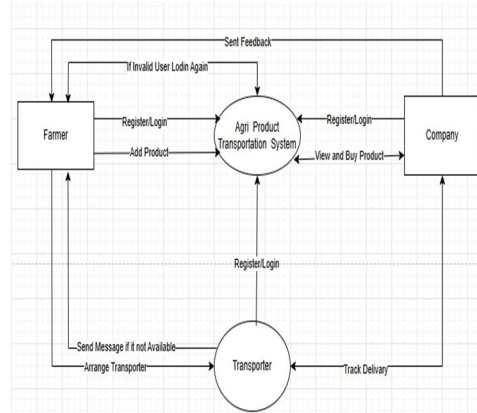 Sent Feedback
If Invalid User Lodin Again
Farmer
Register/Login
Agri Product
Transportation System
Register/Login
Company
Add Product
View and Buy Product
Register/Login
Send Message if it not Available
Arrange Transporter
Transporter
Track Delivary